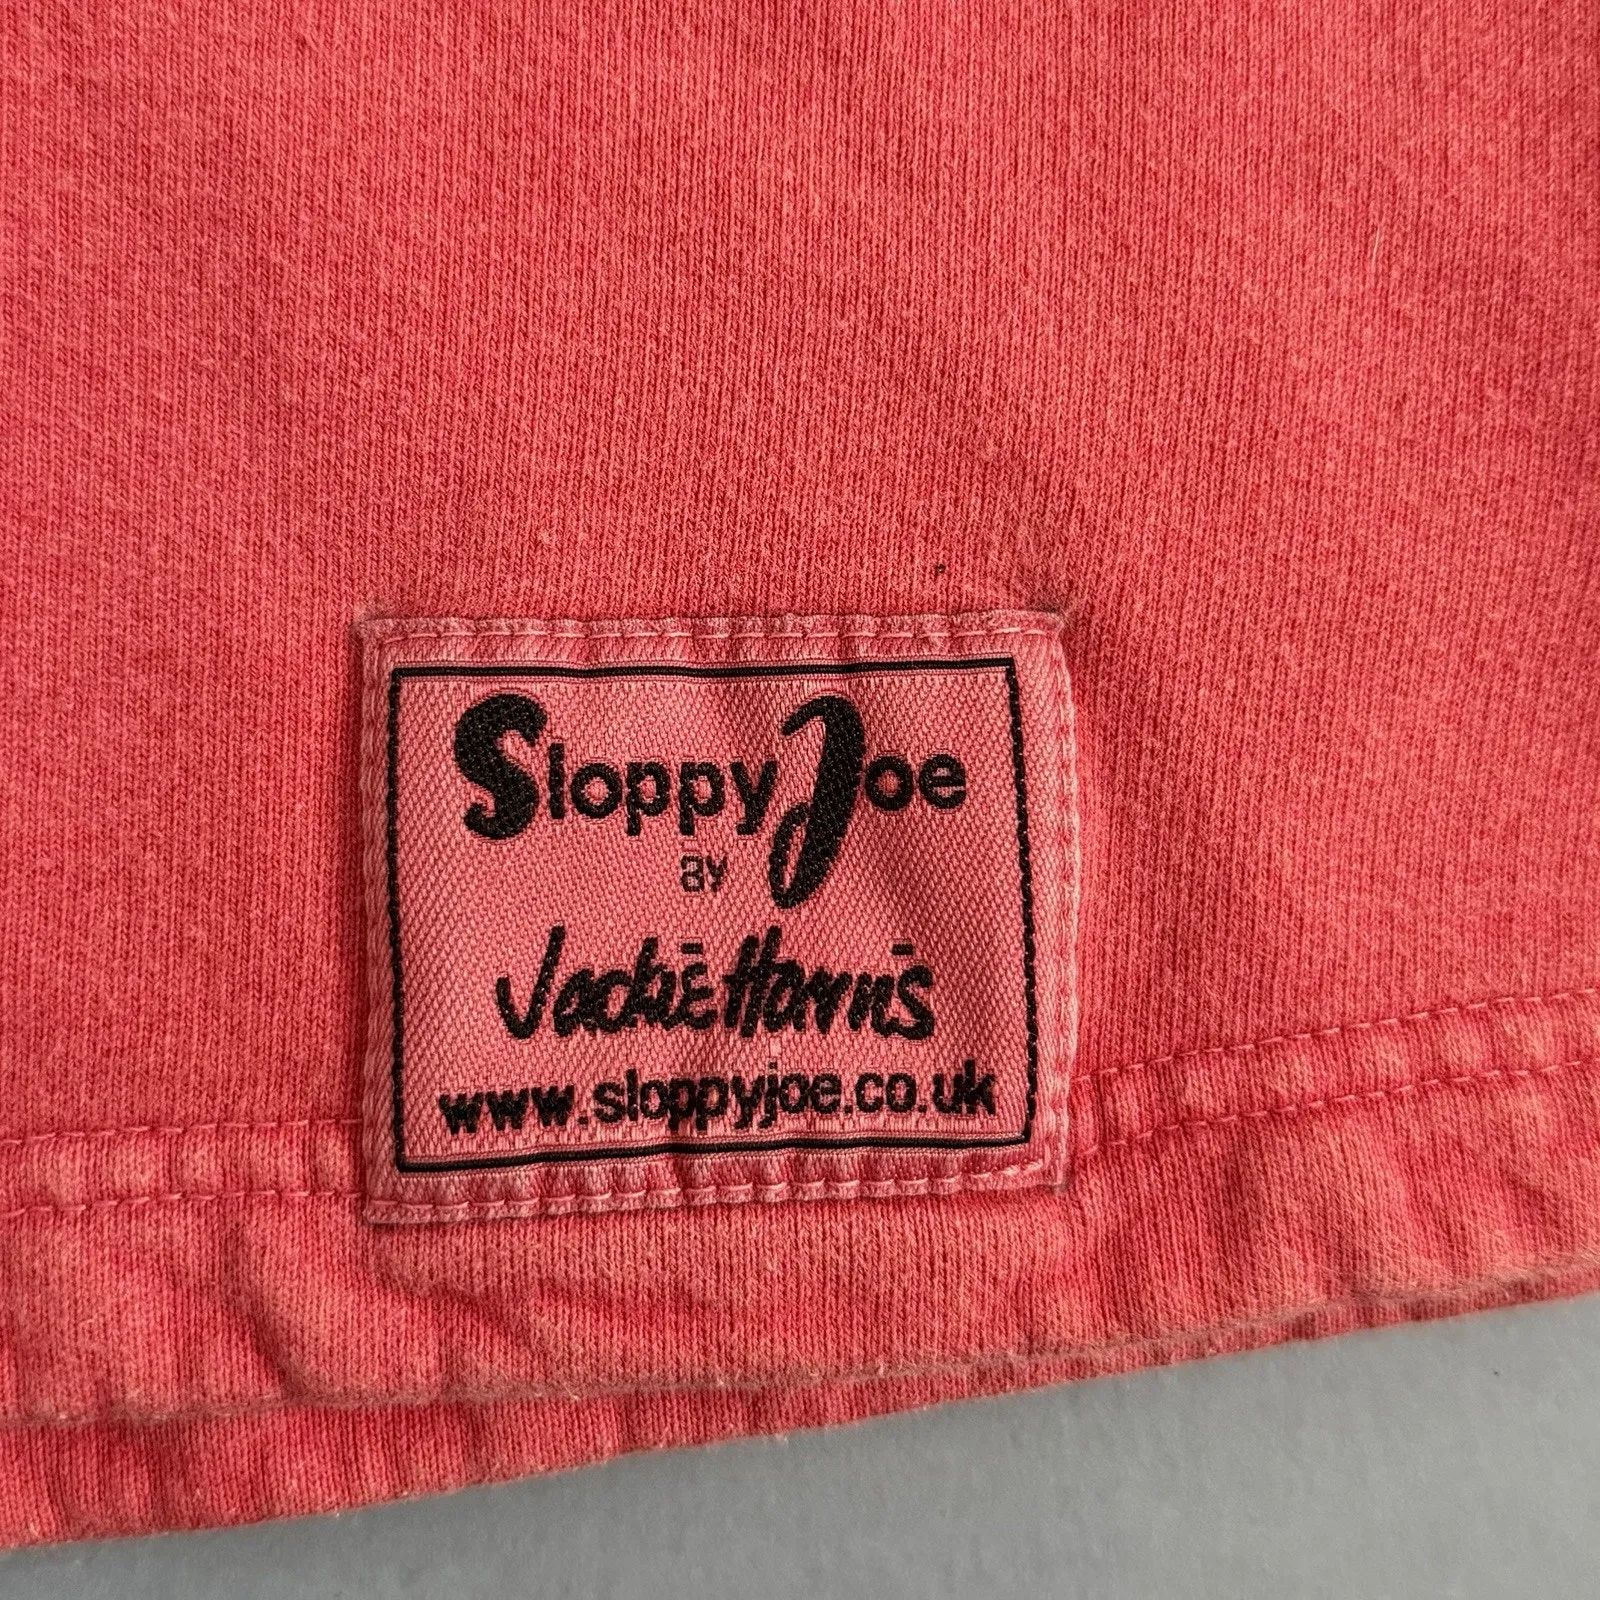 Sloppy Joe
BY
Jackie Harris
www.sloppyjoe.co.uk